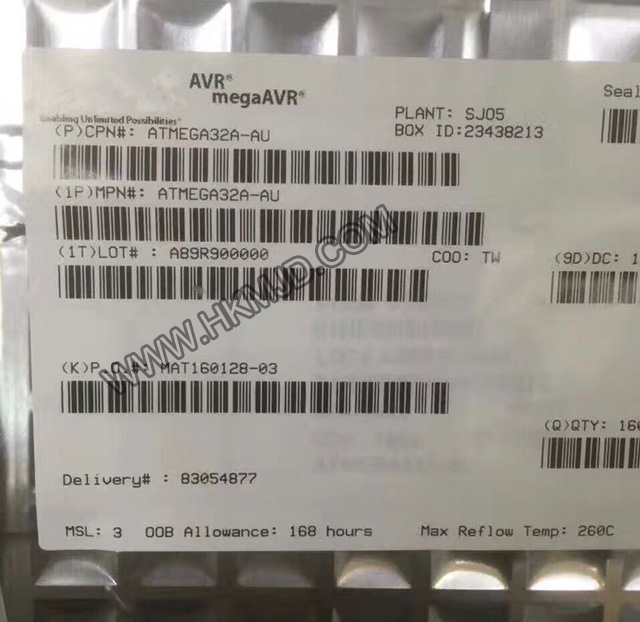 AVR®
megaAVR®
Enabling Unlimited Possibilities®
Seal
PLANT: SJ05
BOX ID:23438213
(P)CPN#: ATMEGA32A-AU
(1P)MPN#: ATMEGA32A-AU
(1T)LOT# : A89R900000
COO: TW
(9D)DC: 1
WWW.HKMJD.COM
(K)P.O.#: MAT160128-03
(Q)QTY: 160
Delivery# : 83054877
MSL: 3 OOB Allowance: 168 hours
Max Reflow Temp: 260C